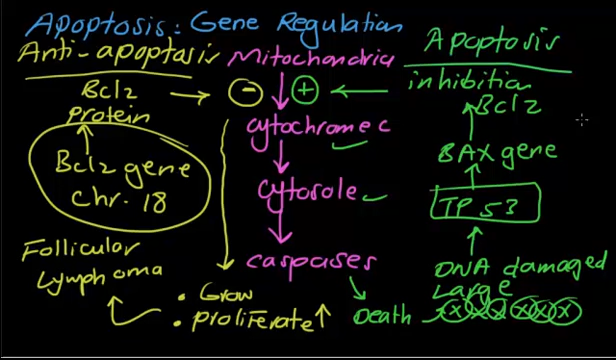 Apoptosis: Gene Regulation
Anti-apoptasis
Bcl2
protein
Bcl2 gene
Chr. 18
Follicular
Lymphoma
Mitochondria
− +
cytochrome c
cytosole
caspases
• Grow
• Proliferate ↑
Death
Apoptosis
inhibition
Bcl2
BAX gene
TP53
DNA damaged
Large
x x x x x x